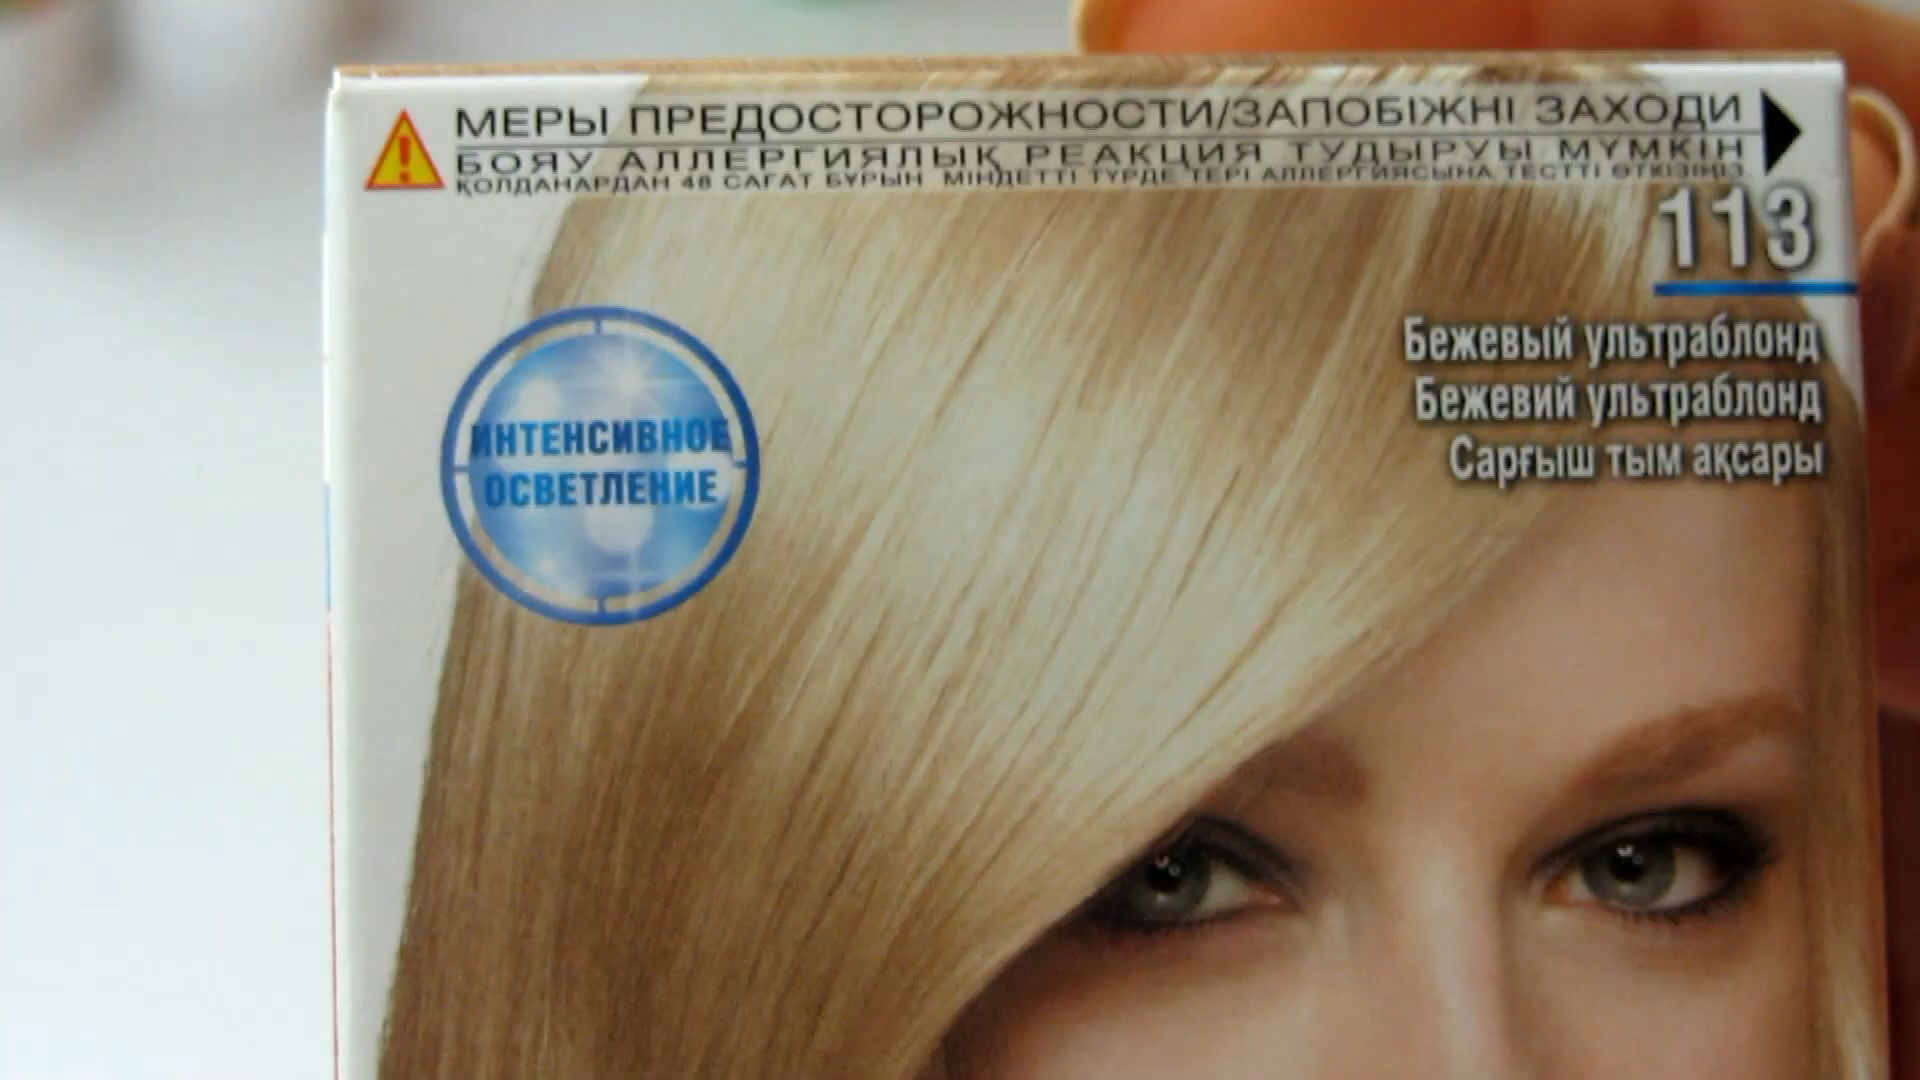 МЕРЫ ПРЕДОСТОРОЖНОСТИ/ЗАПОБІЖНІ ЗАХОДИ
БОЯУ АЛЛЕРГИЯЛЫҚ РЕАКЦИЯ ТУДЫРУЫ МҮМКІН
ҚОЛДАНАРДАН 48 САҒАТ БҰРЫН МІНДЕТТІ ТҮРДЕ ТЕРІ АЛЛЕРГИЯСЫНА ТЕСТТІ ӨТКІЗІҢІЗ.
113
Бежевый ультраблонд
Бежевий ультраблонд
Сарғыш тым ақсары
ИНТЕНСИВНОЕ
ОСВЕТЛЕНИЕ